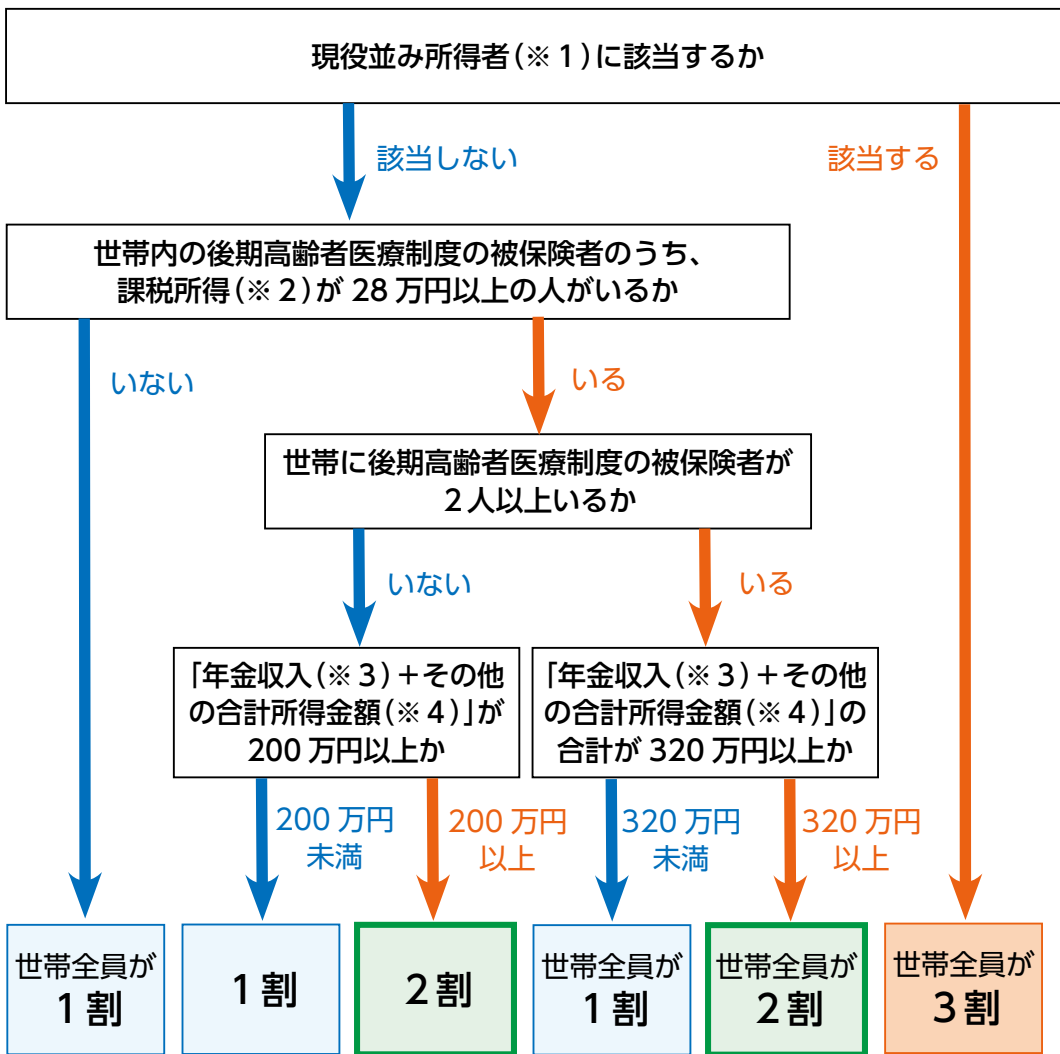 現役並み所得者(※1)に該当するか
該当しない
該当する
世帯内の後期高齢者医療制度の被保険者のうち、
課税所得(※2)が 28 万円以上の人がいるか
いない
いる
世帯に後期高齢者医療制度の被保険者が
2人以上いるか
いない
いる
「年金収入(※3)+その他
の合計所得金額(※4)」が
200 万円以上か
「年金収入(※3)+その他
の合計所得金額(※4)」の
合計が 320 万円以上か
200 万円
未満
200 万円
以上
320 万円
未満
320 万円
以上
世帯全員が
1割
1割
2割
世帯全員が
1割
世帯全員が
2割
世帯全員が
3割